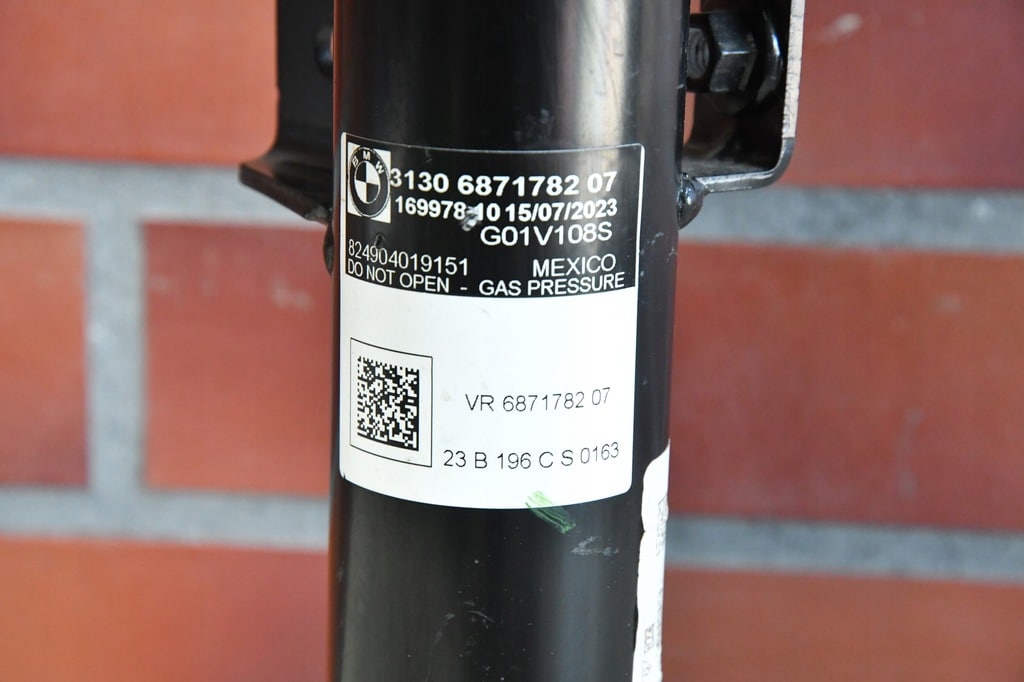 BMW
3130 6871782 07
169978-10 15/07/2023
G01V108S
824904019151 MEXICO
DO NOT OPEN - GAS PRESSURE
VR 6871782 07
23 B 196 C S 0163